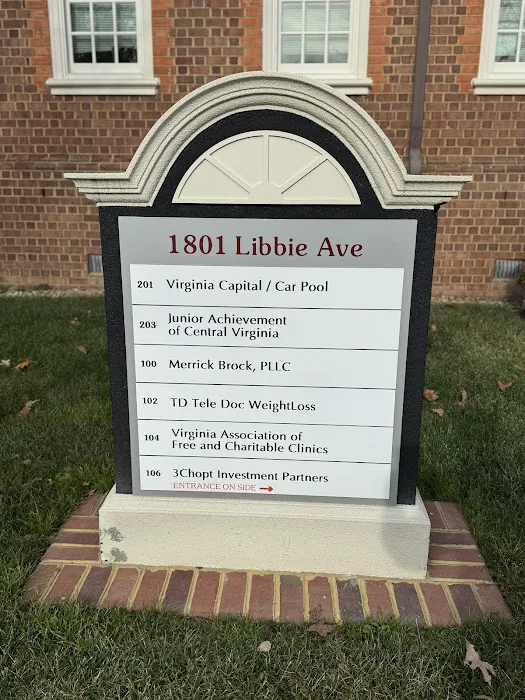 1801 Libbie Ave
201 Virginia Capital / Car Pool
203 Junior Achievement
of Central Virginia
100 Merrick Brock, PLLC
102 TD Tele Doc WeightLoss
104 Virginia Association of
Free and Charitable Clinics
106 3Chopt Investment Partners
ENTRANCE ON SIDE →